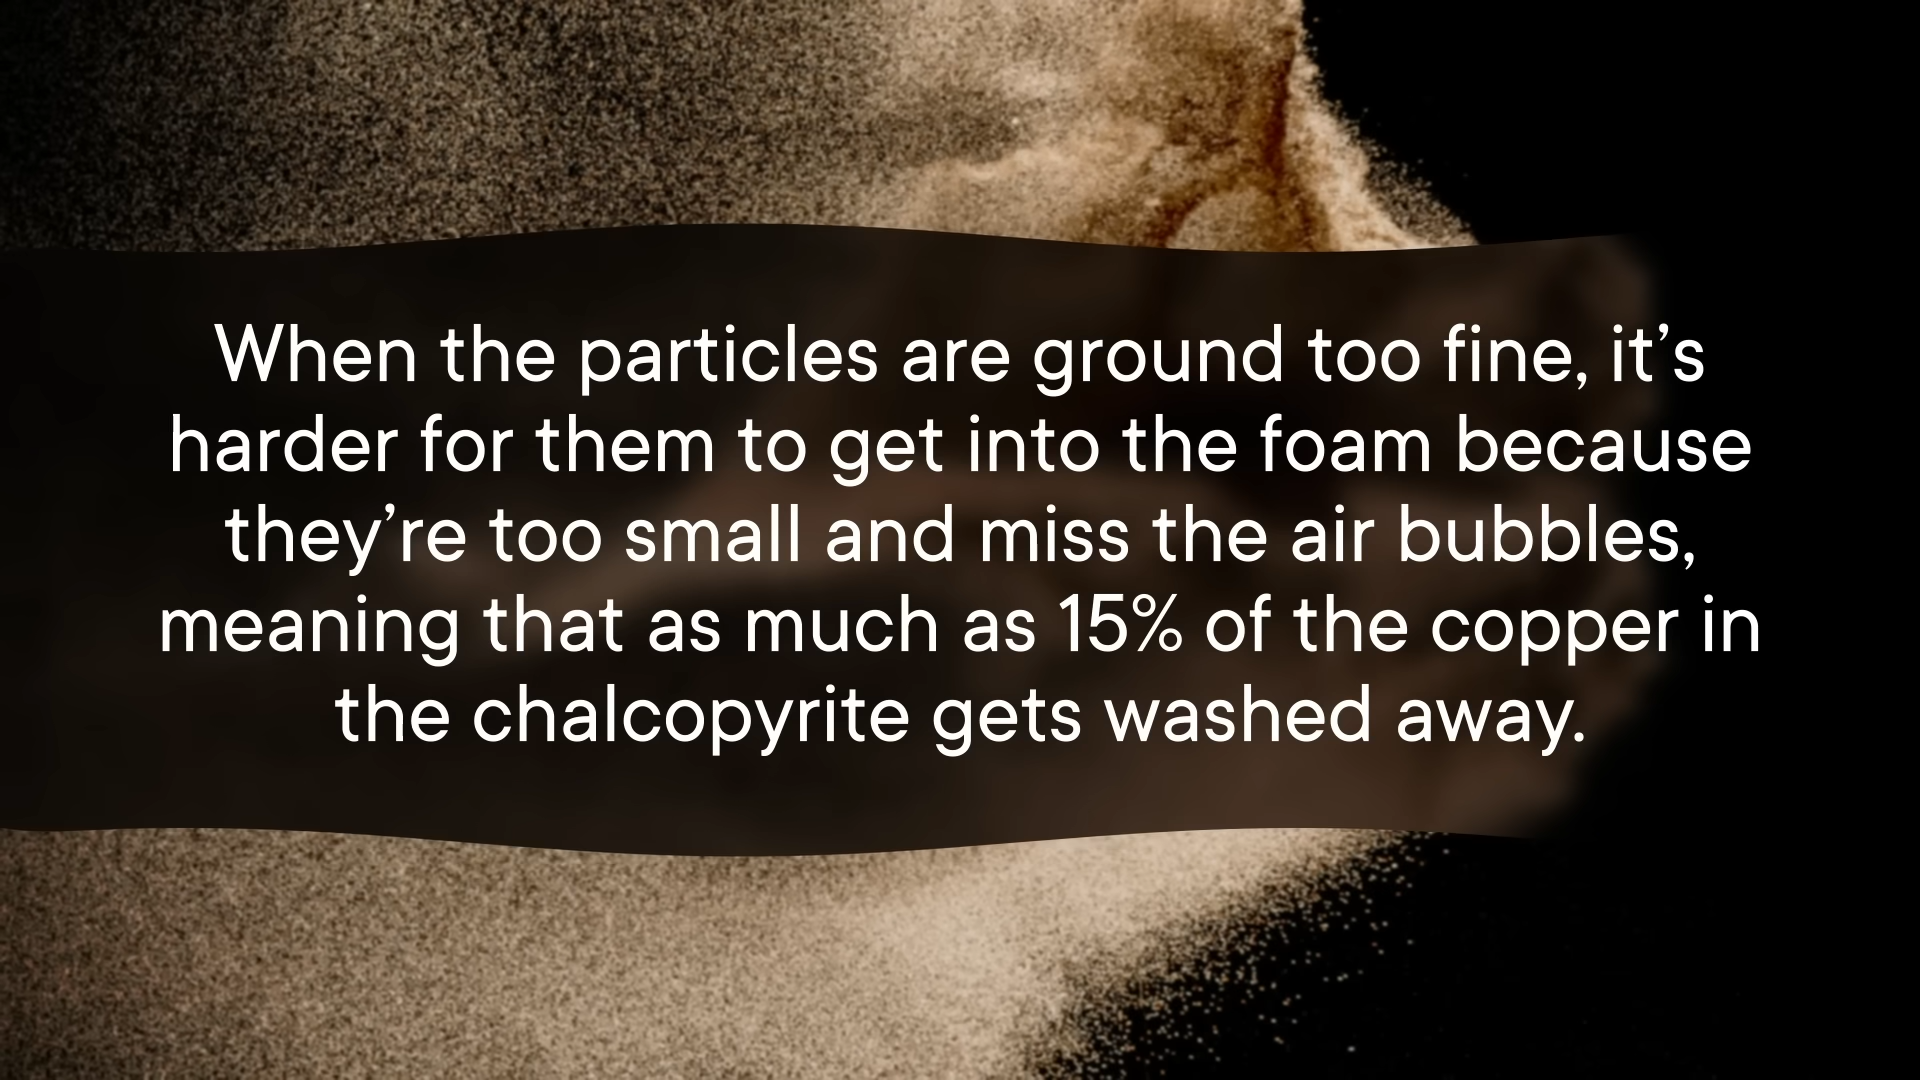 When the particles are ground too fine, it’s
harder for them to get into the foam because
they’re too small and miss the air bubbles,
meaning that as much as 15% of the copper in
the chalcopyrite gets washed away.